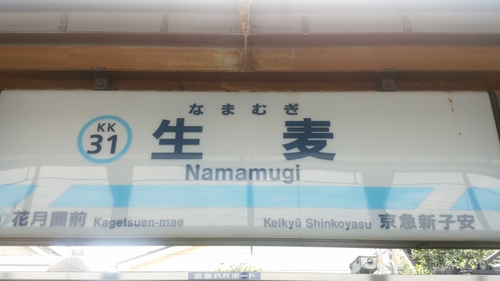 なまむぎ
KK
31
生麦
Namamugi
花月園前 Kagetsuen-mae
Keikyū Shinkoyasu 京急新子安